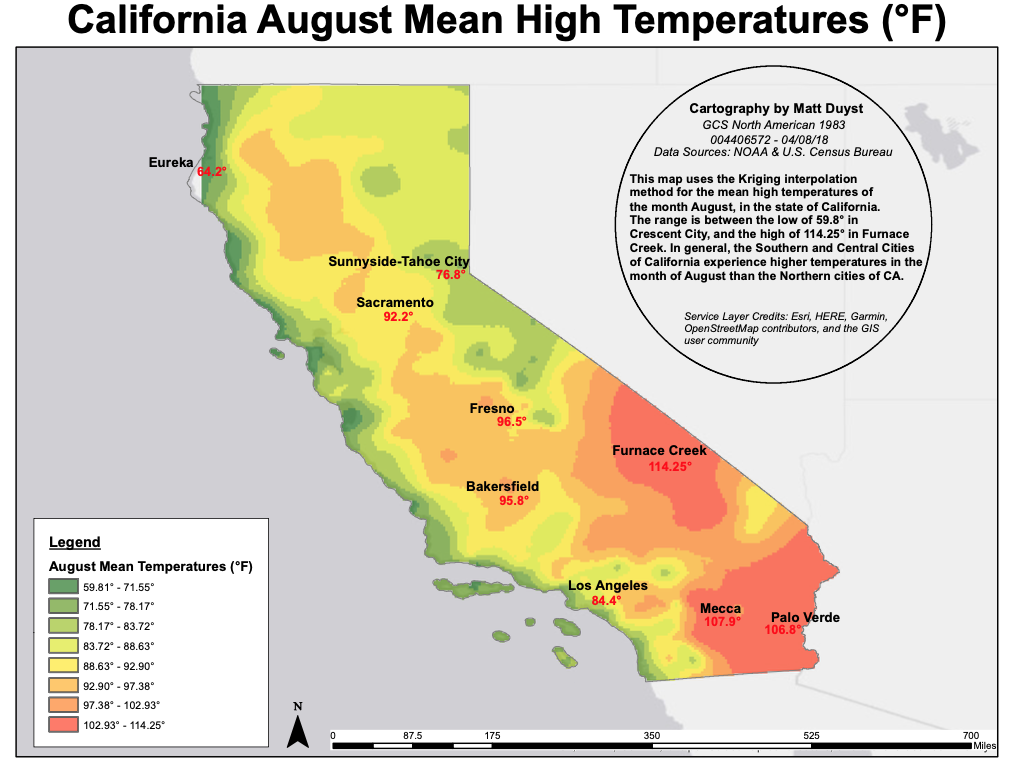 California August Mean High Temperatures (°F)
Cartography by Matt Duyst
GCS North American 1983
004406572 - 04/08/18
Data Sources: NOAA & U.S. Census Bureau
This map uses the Kriging interpolation
method for the mean high temperatures of
the month August, in the state of California.
The range is between the low of 59.8° in
Crescent City, and the high of 114.25° in Furnace
Creek. In general, the Southern and Central Cities
of California experience higher temperatures in the
month of August than the Northern cities of CA.
Service Layer Credits: Esri, HERE, Garmin,
OpenStreetMap contributors, and the GIS
user community
Eureka
64.2°
Sunnyside-Tahoe City
76.8°
Sacramento
92.2°
Fresno
96.5°
Furnace Creek
114.25°
Bakersfield
95.8°
Los Angeles
84.4°
Mecca
107.9°
Palo Verde
106.8°
Legend
August Mean Temperatures (°F)
59.81° - 71.55°
71.55° - 78.17°
78.17° - 83.72°
83.72° - 88.63°
88.63° - 92.90°
92.90° - 97.38°
97.38° - 102.93°
102.93° - 114.25°
N
0 87.5 175 350 525 700
Miles